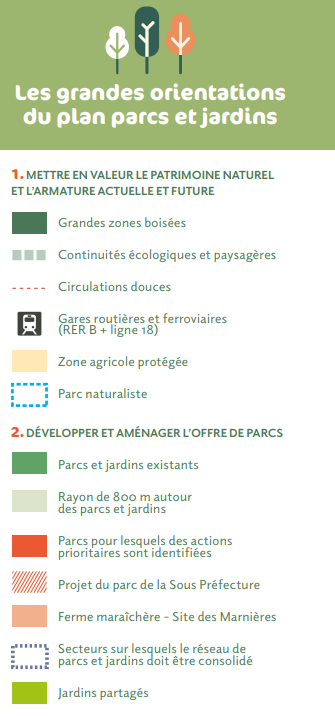 Les grandes orientations
du plan parcs et jardins
1. METTRE EN VALEUR LE PATRIMOINE NATUREL
ET L'ARMATURE ACTUELLE ET FUTURE
Grandes zones boisées
Continuités écologiques et paysagères
Circulations douces
Gares routières et ferroviaires
(RER B + ligne 18)
Zone agricole protégée
Parc naturaliste
2. DÉVELOPPER ET AMÉNAGER L'OFFRE DE PARCS
Parcs et jardins existants
Rayon de 800 m autour
des parcs et jardins
Parcs pour lesquels des actions
prioritaires sont identifiées
Projet du parc de la Sous Préfecture
Ferme maraîchère - Site des Marnières
Secteurs sur lesquels le réseau de
parcs et jardins doit être consolidé
Jardins partagés